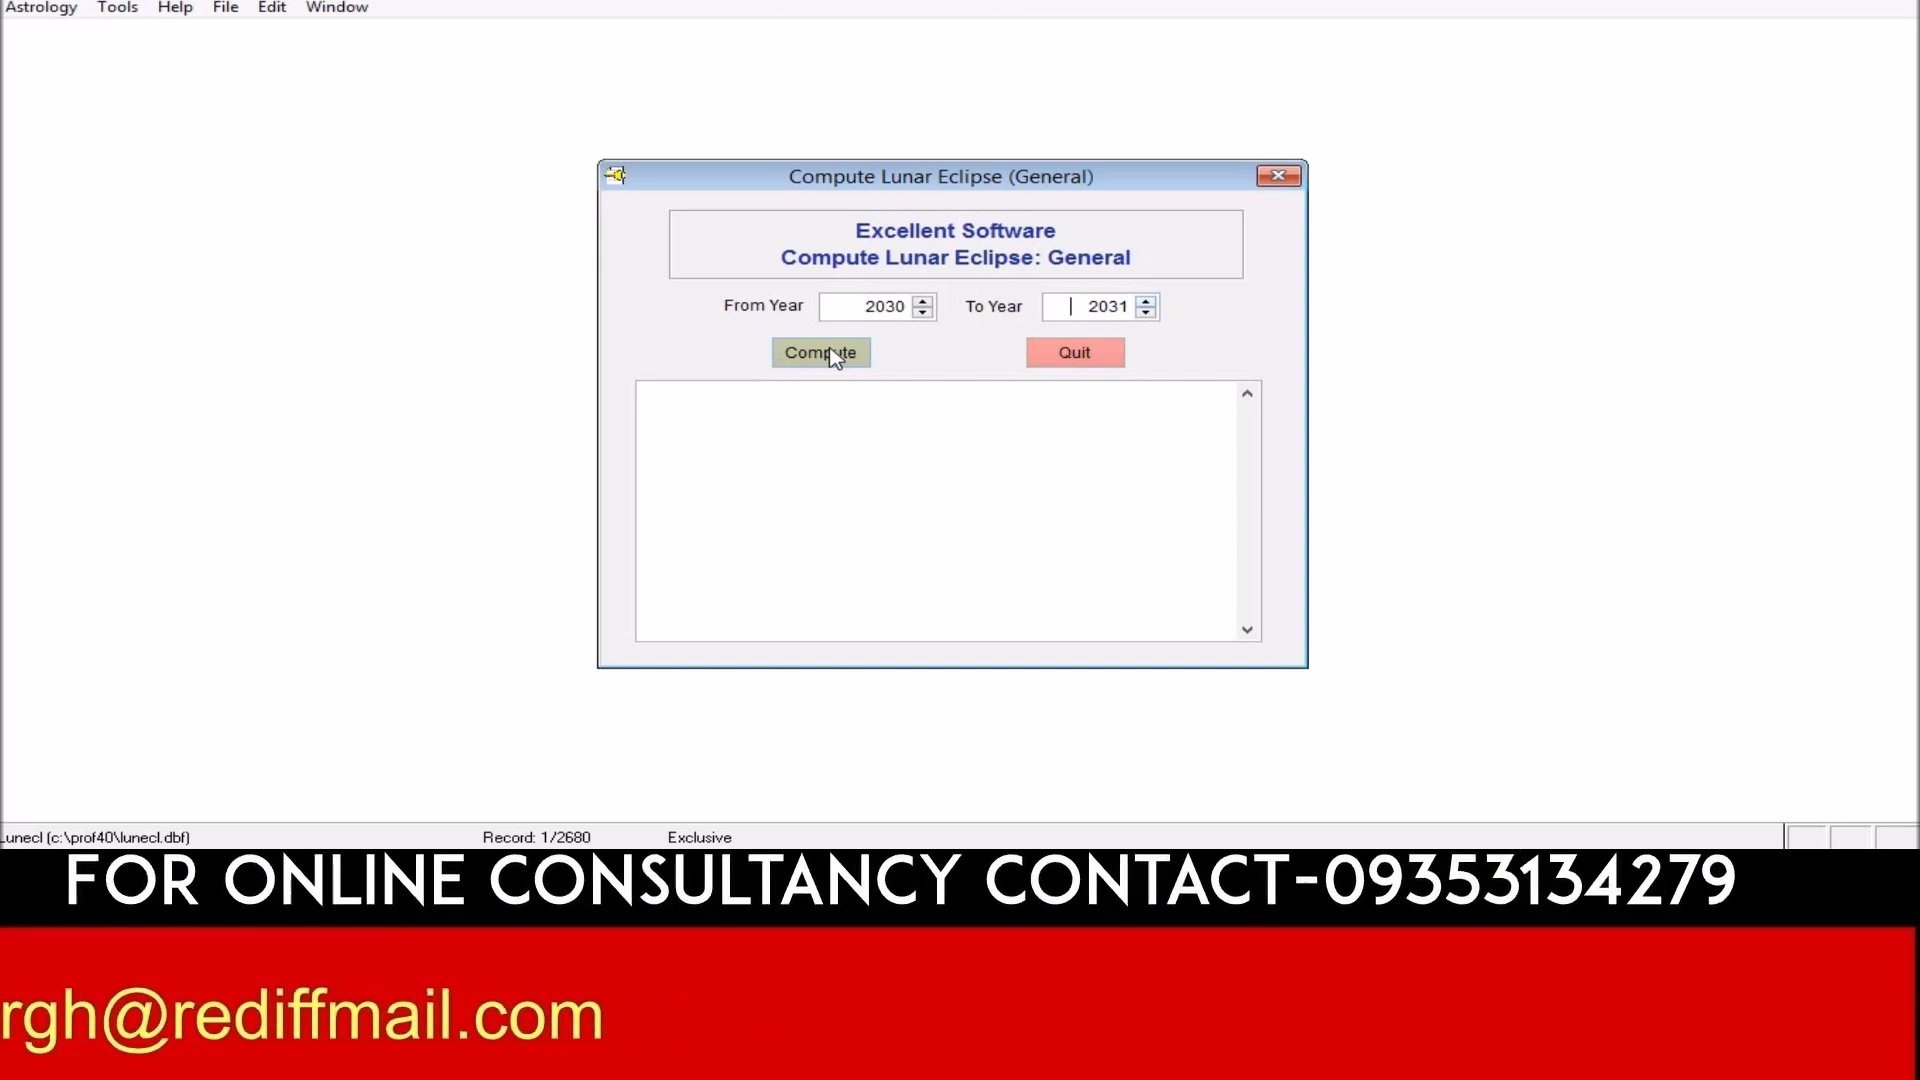 Astrology Tools Help File Edit Window
Compute Lunar Eclipse (General)
Excellent Software
Compute Lunar Eclipse: General
From Year 2030 To Year 2031
Compute Quit
unecl (c:\prof40\lunecl.dbf) Record: 1/2680 Exclusive
FOR ONLINE CONSULTANCY CONTACT-09353134279
rgh@rediffmail.com